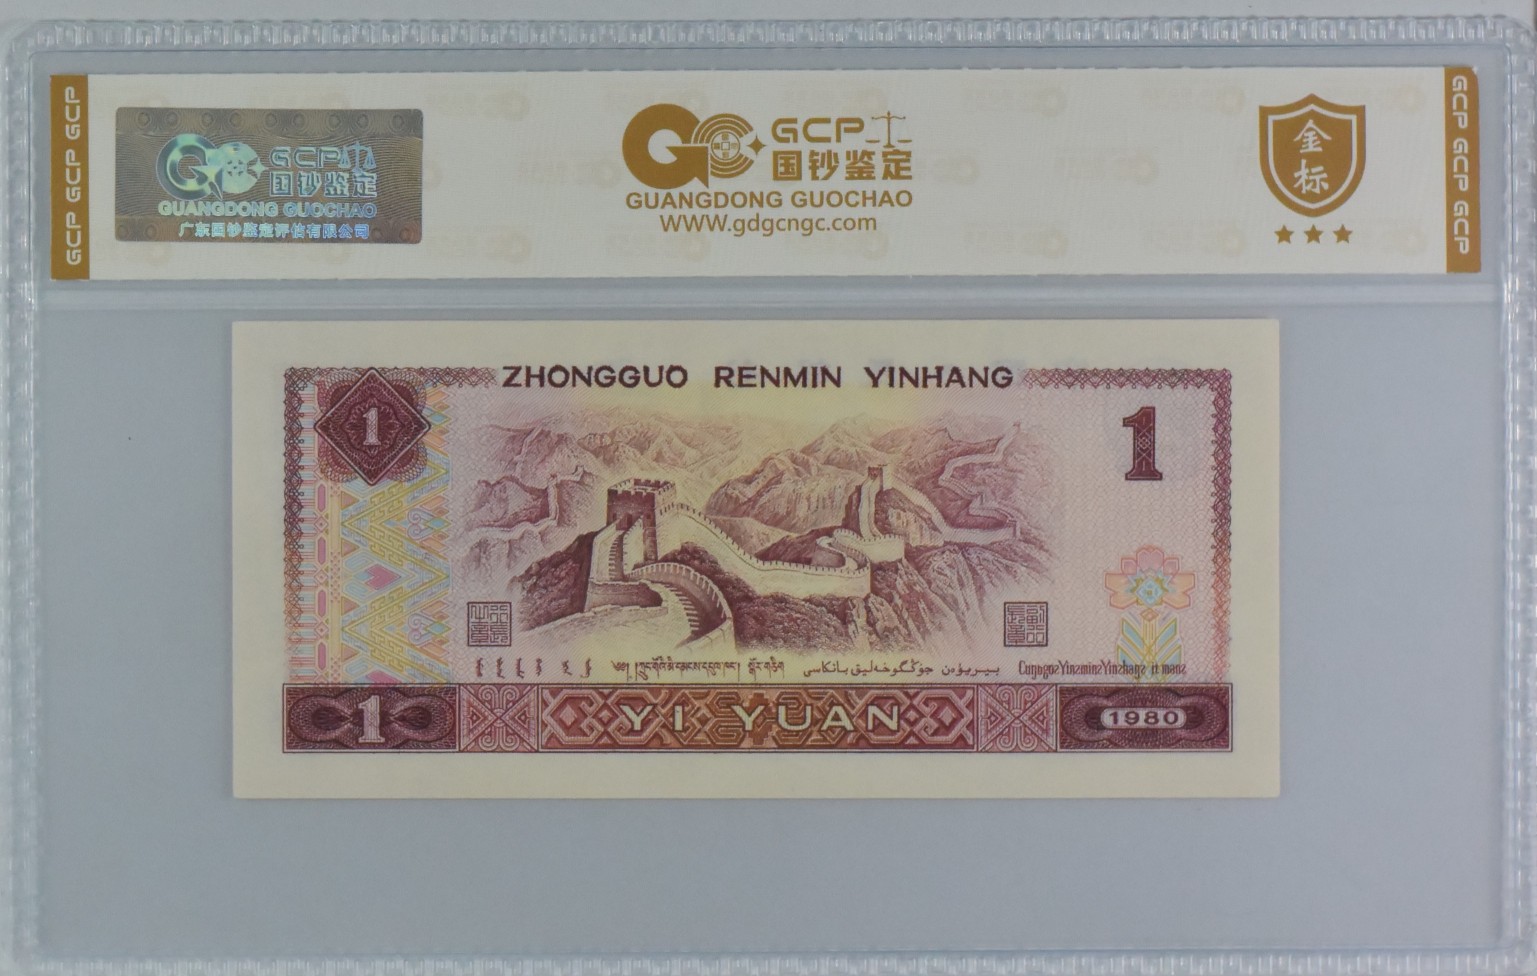 GCP GCP GCP
GCP
国钞鉴定
GUANGDONG GUOCHAO
广东国钞鉴定评估有限公司
GCP
国钞鉴定
GUANGDONG GUOCHAO
WWW.gdgcngc.com
金标
GCP GCP GCP GCP
ZHONGGUO RENMIN YINHANG
1
1
1
YI YUAN
1980